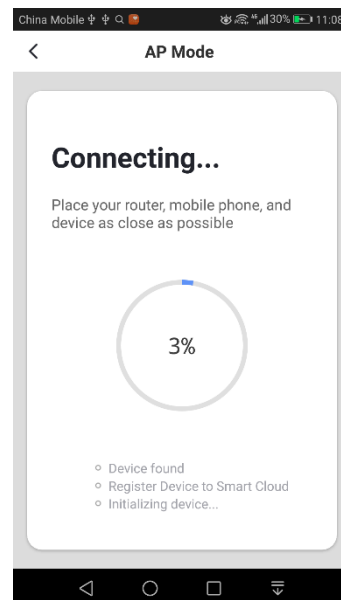 China Mobile 30% 11:08
AP Mode
Connecting...
Place your router, mobile phone, and
device as close as possible
3%
Device found
Register Device to Smart Cloud
Initializing device...